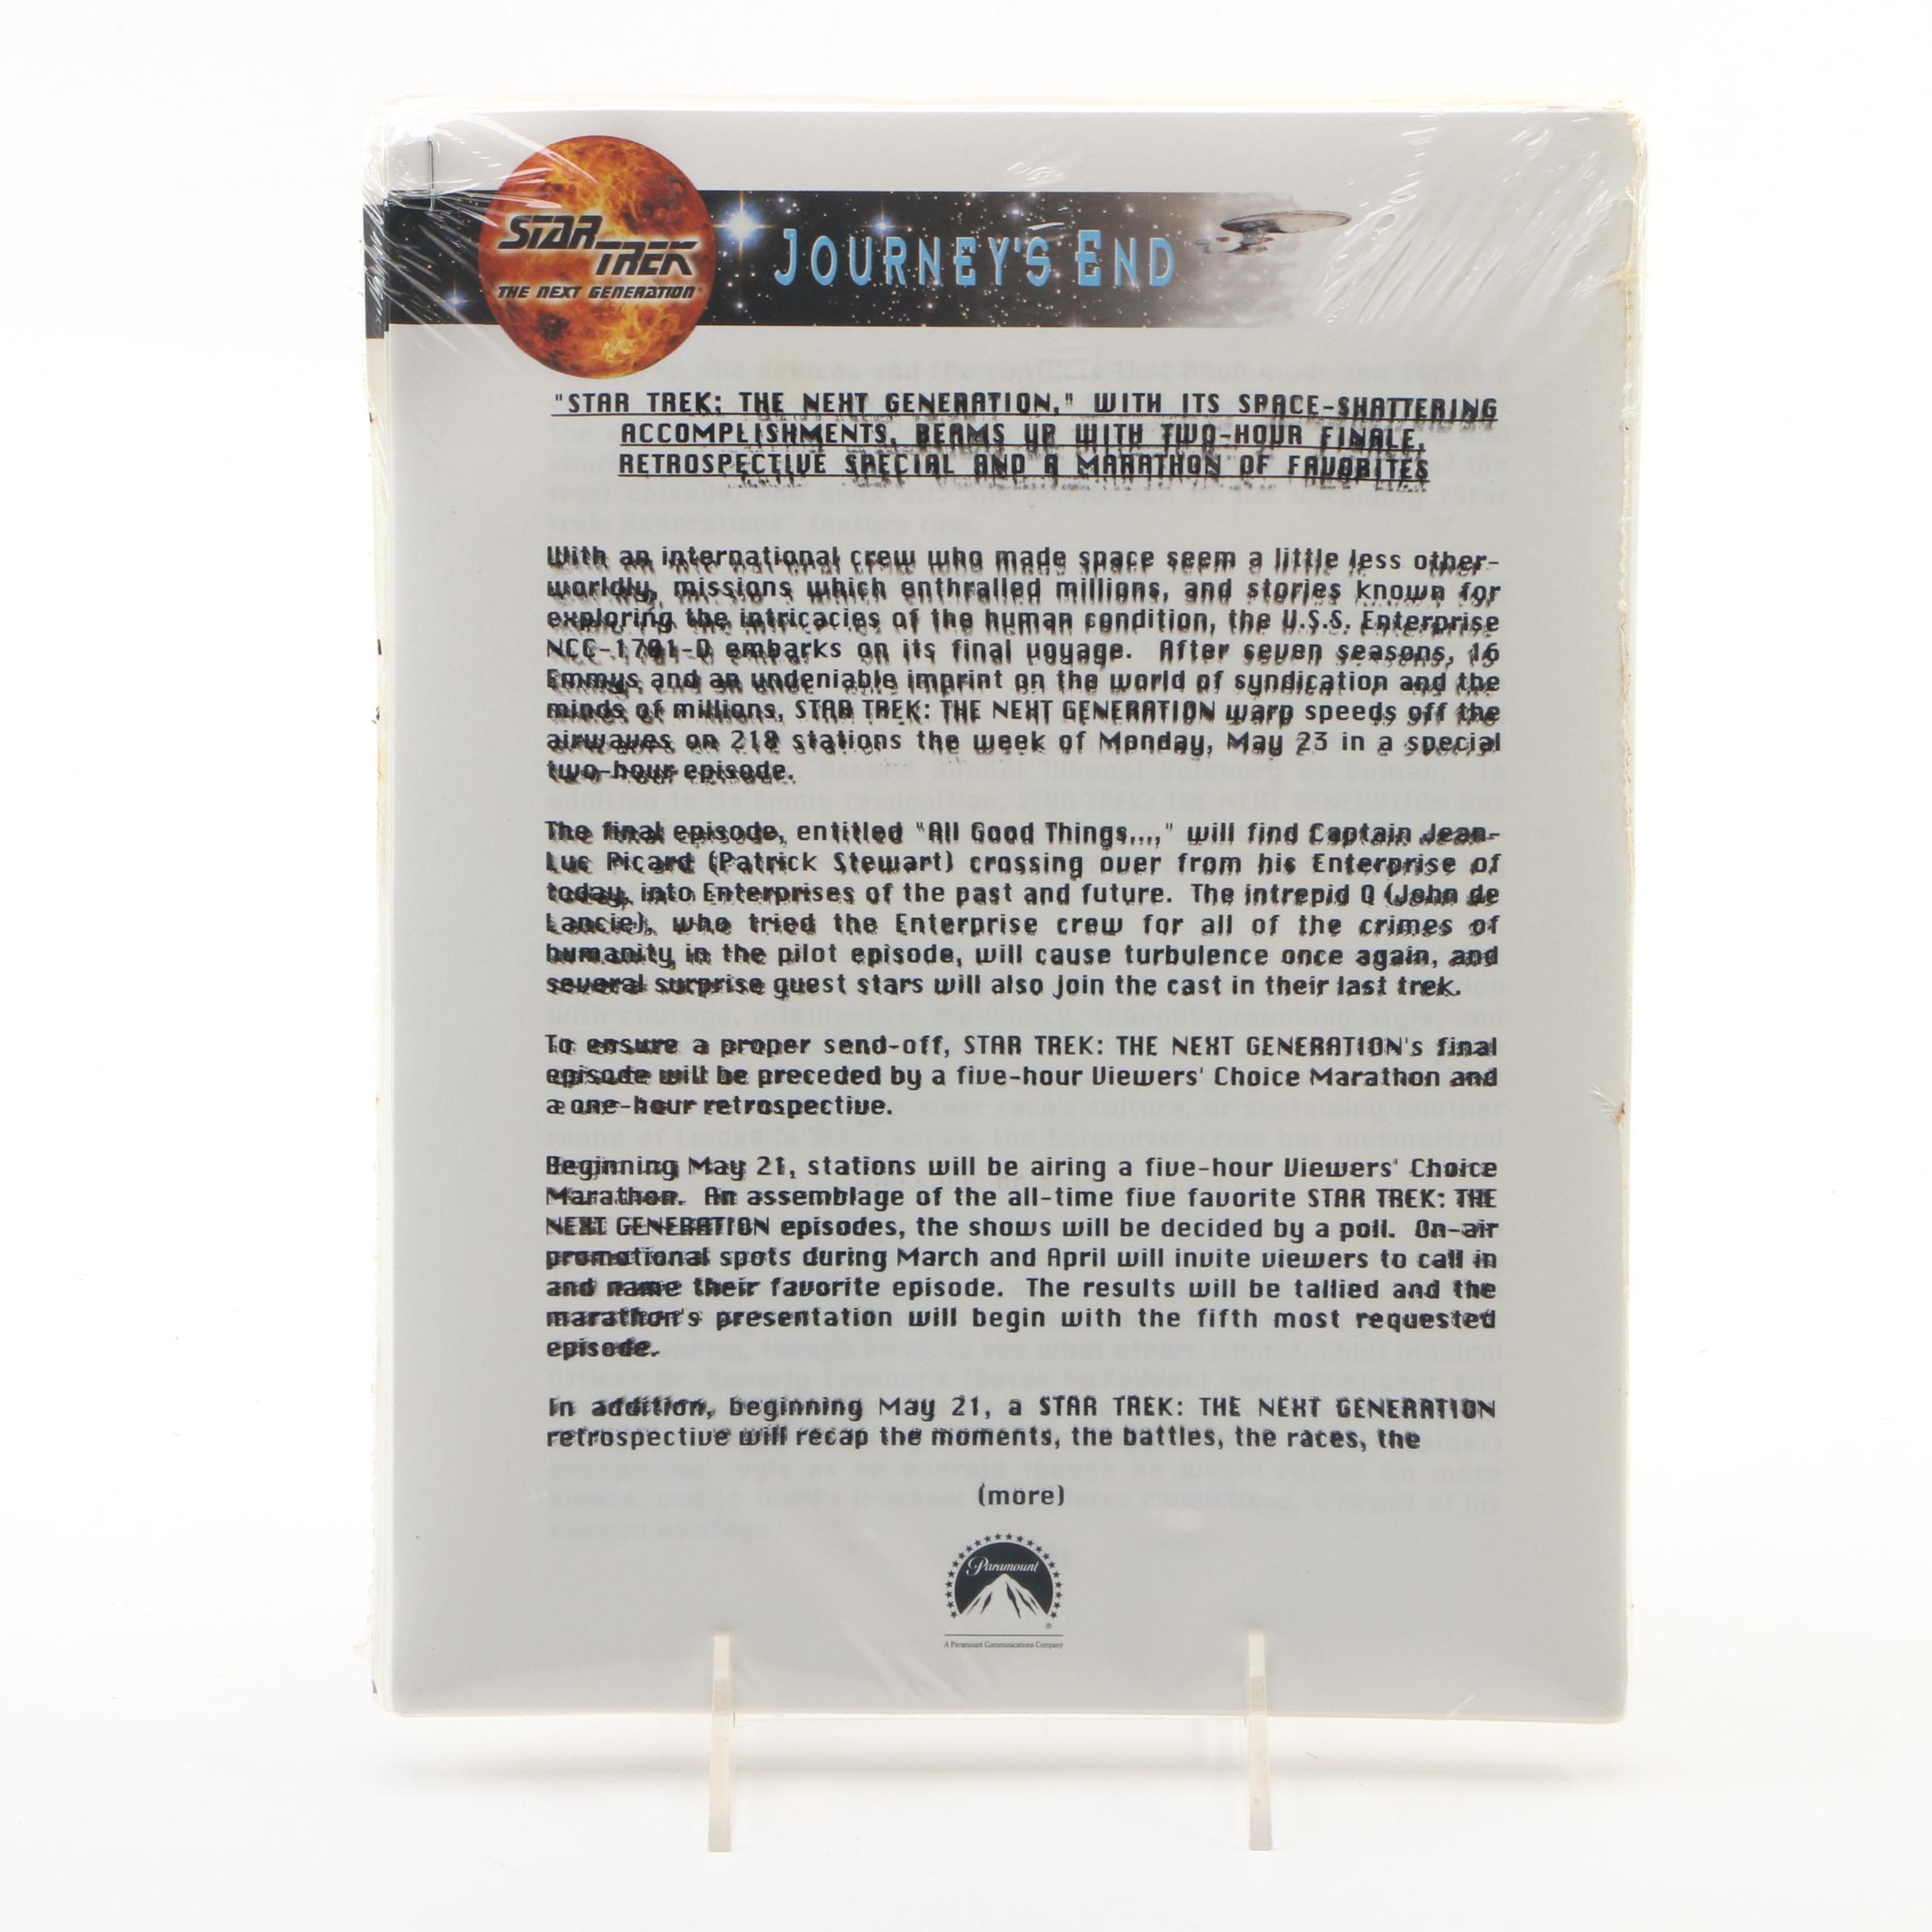 STAR TREK
THE NEXT GENERATION
JOURNEY'S END
"STAR TREK: THE NEXT GENERATION," WITH ITS SPACE-SHATTERING
ACCOMPLISHMENTS, BEAMS UP WITH TWO-HOUR FINALE,
RETROSPECTIVE SPECIAL AND A MARATHON OF FAVORITES
With an international crew who made space seem a little less other-
worldly, missions which enthralled millions, and stories known for
exploring the intricacies of the human condition, the U.S.S. Enterprise
NCC-1701-D embarks on its final voyage. After seven seasons, 16
Emmys and an undeniable imprint on the world of syndication and the
minds of millions, STAR TREK: THE NEXT GENERATION warp speeds off the
airwaves on 218 stations the week of Monday, May 23 in a special
two-hour episode.
The final episode, entitled "All Good Things...," will find Captain Jean-
Luc Picard (Patrick Stewart) crossing over from his Enterprise of
today, into Enterprises of the past and future. The intrepid Q (John de
Lancie), who tried the Enterprise crew for all of the crimes of
humanity in the pilot episode, will cause turbulence once again, and
several surprise guest stars will also join the cast in their last trek.
To ensure a proper send-off, STAR TREK: THE NEXT GENERATION's final
episode will be preceded by a five-hour Viewers' Choice Marathon and
a one-hour retrospective.
Beginning May 21, stations will be airing a five-hour Viewers' Choice
Marathon. An assemblage of the all-time five favorite STAR TREK: THE
NEXT GENERATION episodes, the shows will be decided by a poll. On-air
promotional spots during March and April will invite viewers to call in
and name their favorite episode. The results will be tallied and the
marathon's presentation will begin with the fifth most requested
episode.
In addition, beginning May 21, a STAR TREK: THE NEXT GENERATION
retrospective will recap the moments, the battles, the races, the
(more)
Paramount
A Paramount Communications Company